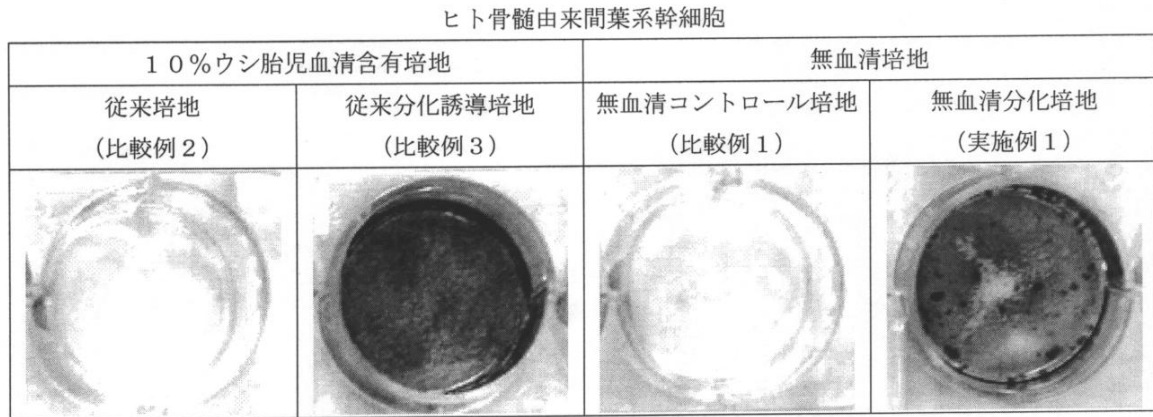 ヒト骨髄由来間葉系幹細胞
１０％ウシ胎児血清含有培地
無血清培地
従来培地
（比較例２）
従来分化誘導培地
（比較例３）
無血清コントロール培地
（比較例１）
無血清分化培地
（実施例１）